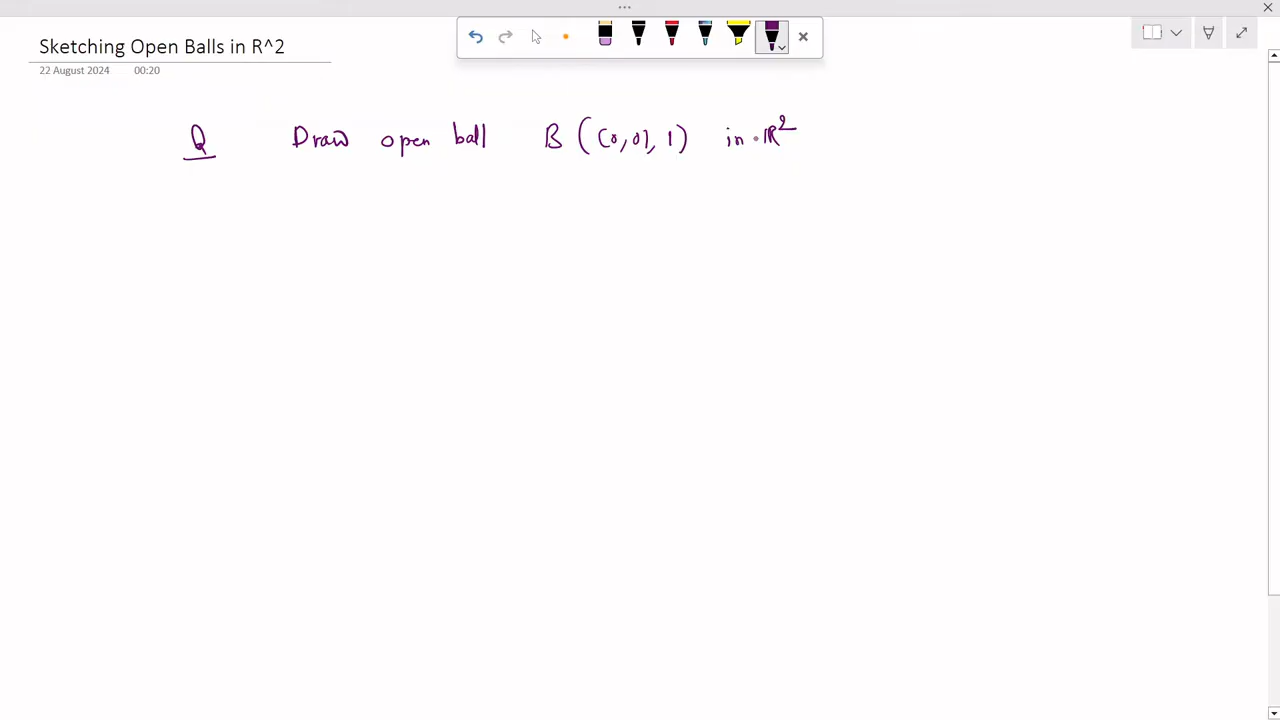 Sketching Open Balls in R^2
22 August 2024 00:20
Q Draw open ball B ((0,0), 1) in ℝ²